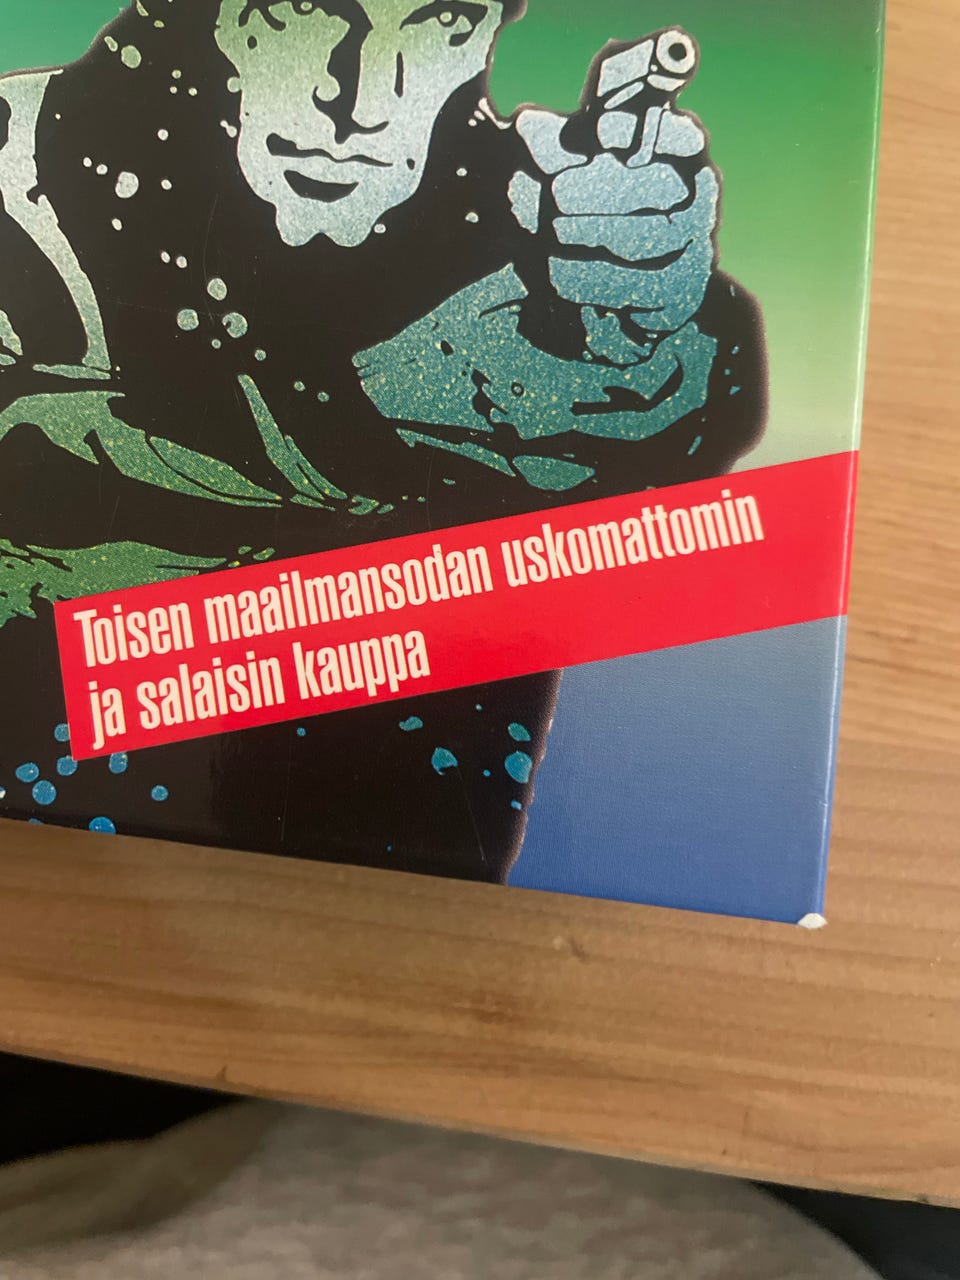 Toisen maailmansodan uskomattomin
ja salaisin kauppa